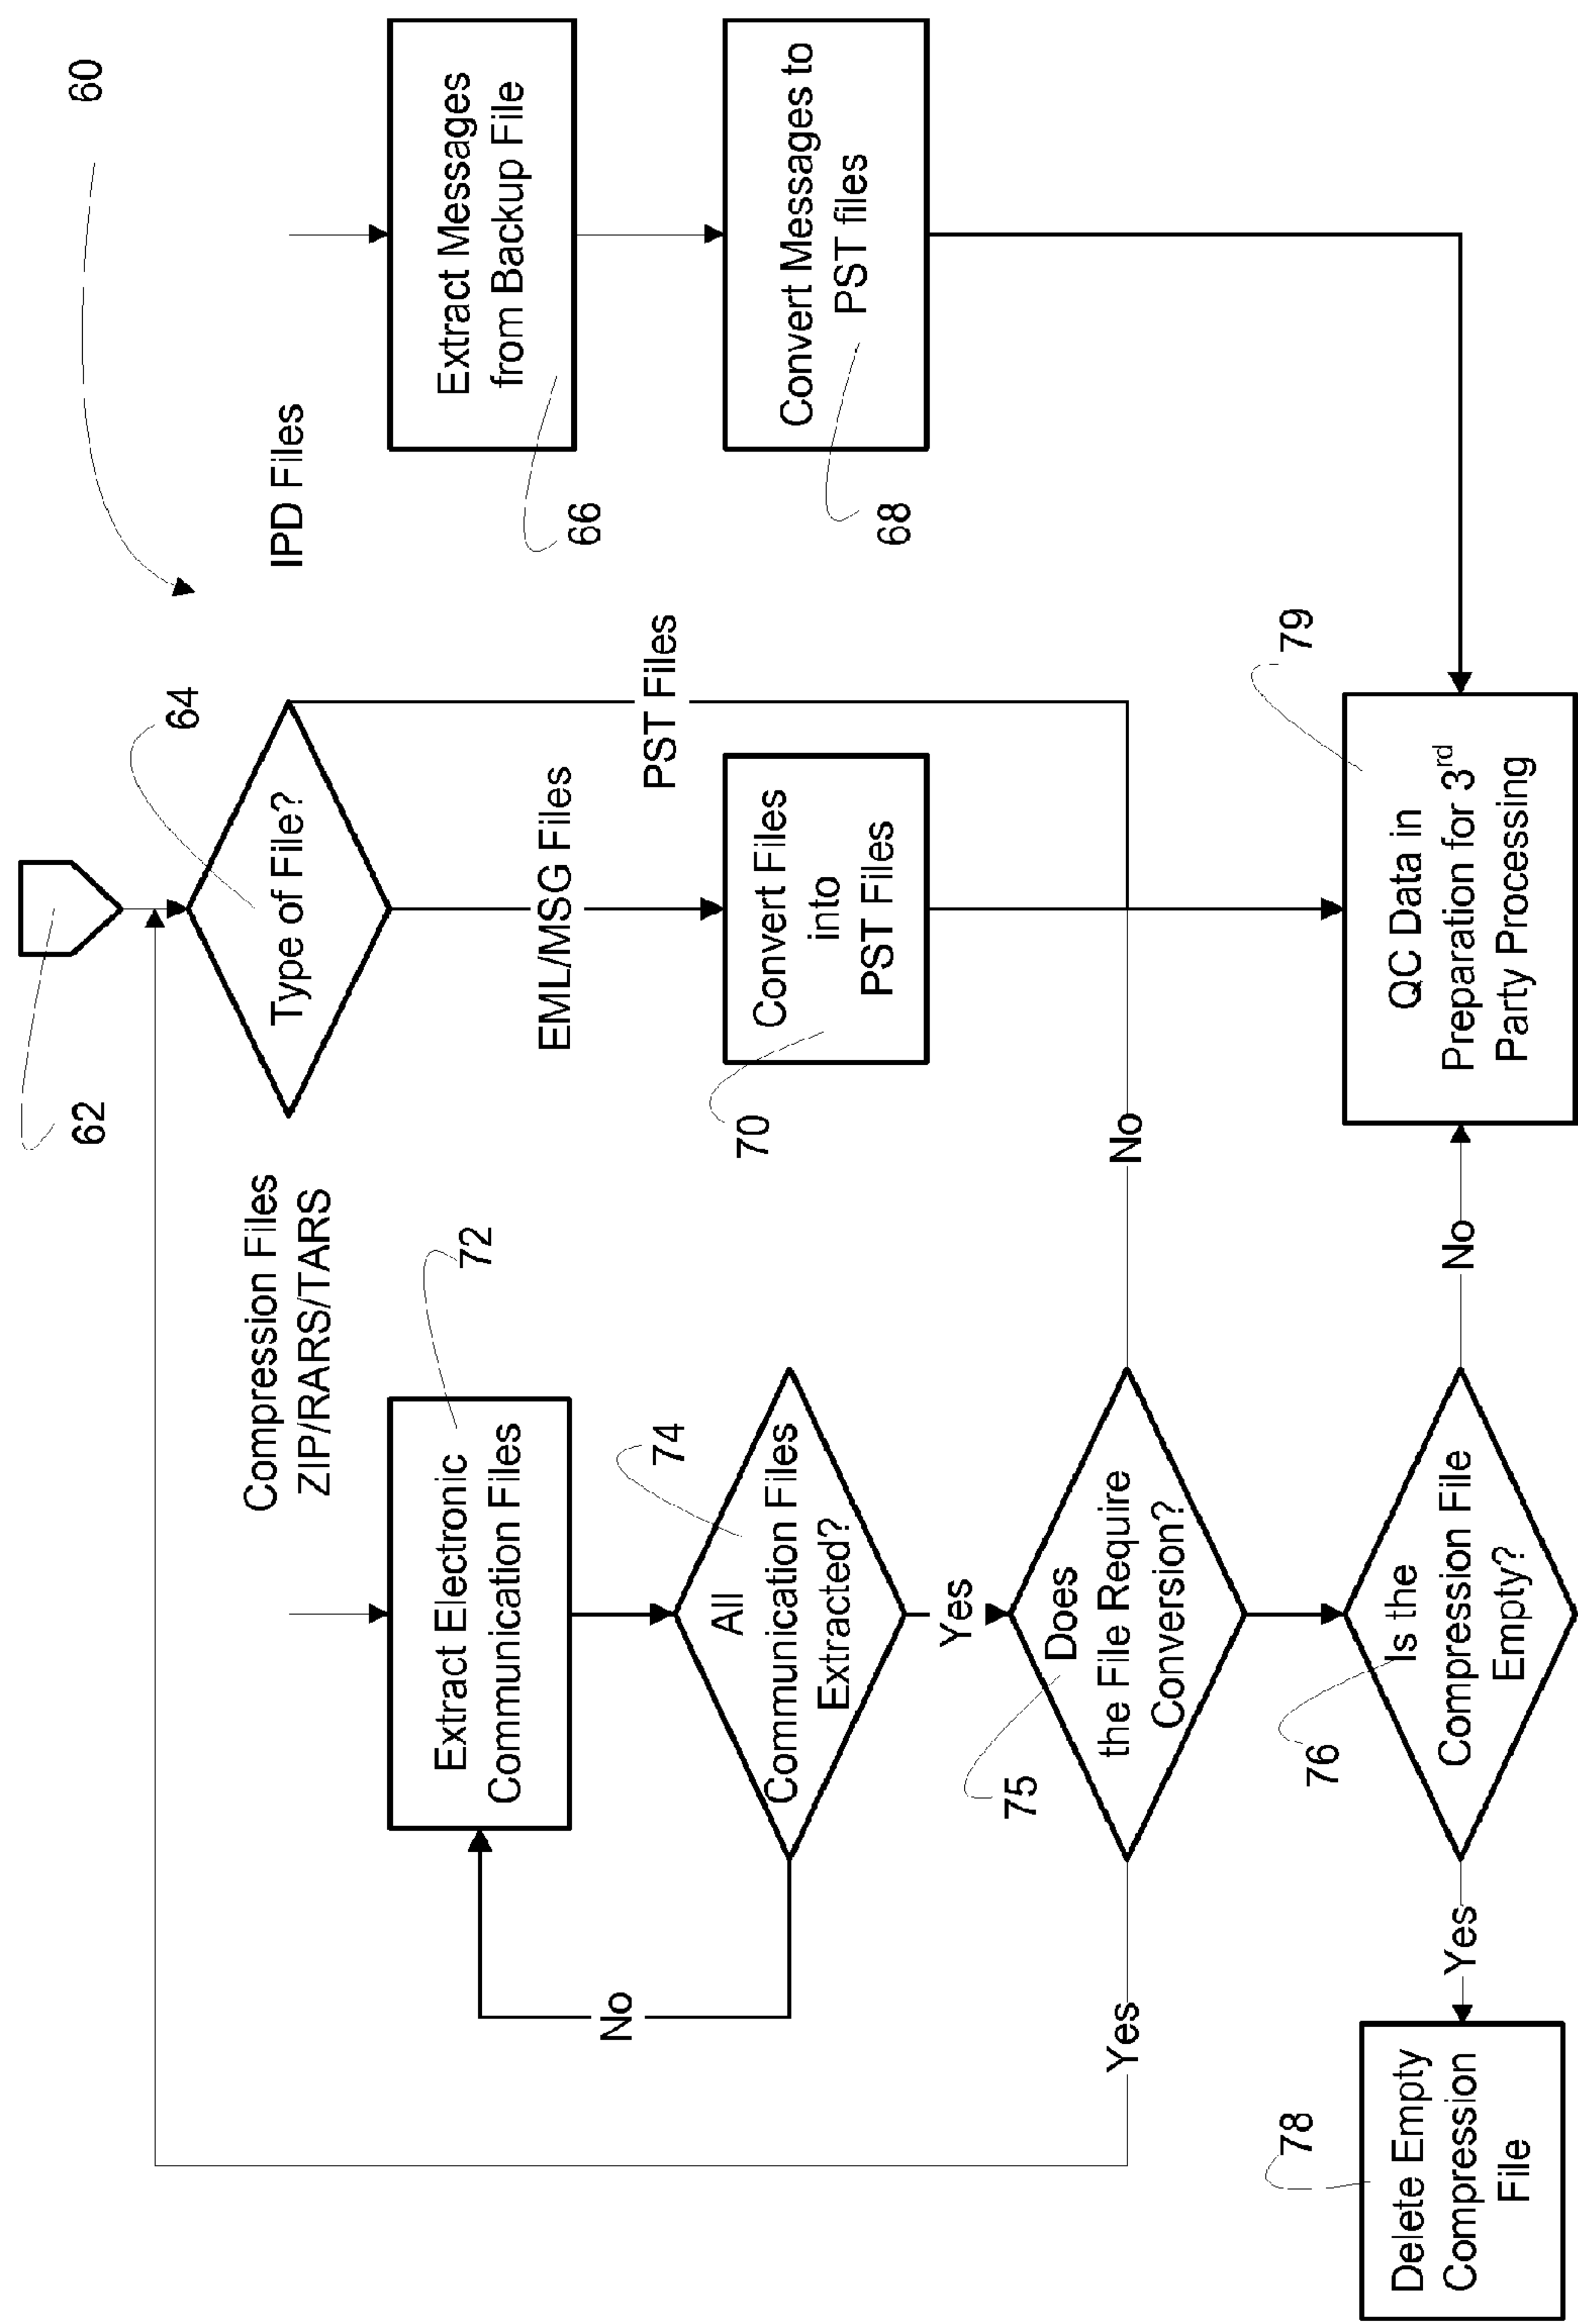 60
62
64
Type of File?
Compression Files
ZIP/RARS/TARS
IPD Files
72
Extract Electronic
Communication Files
EML/MSG Files
PST Files
Extract Messages
from Backup File
66
No
74
All
Communication Files
Extracted?
70
Convert Files
into
PST Files
Convert Messages to
PST files
68
Yes
75
Does
the File Require
Conversion?
Yes
No
78
Delete Empty
Compression
File
Yes
76
Is the
Compression File
Empty?
No
79
QC Data in
Preparation for 3rd
Party Processing